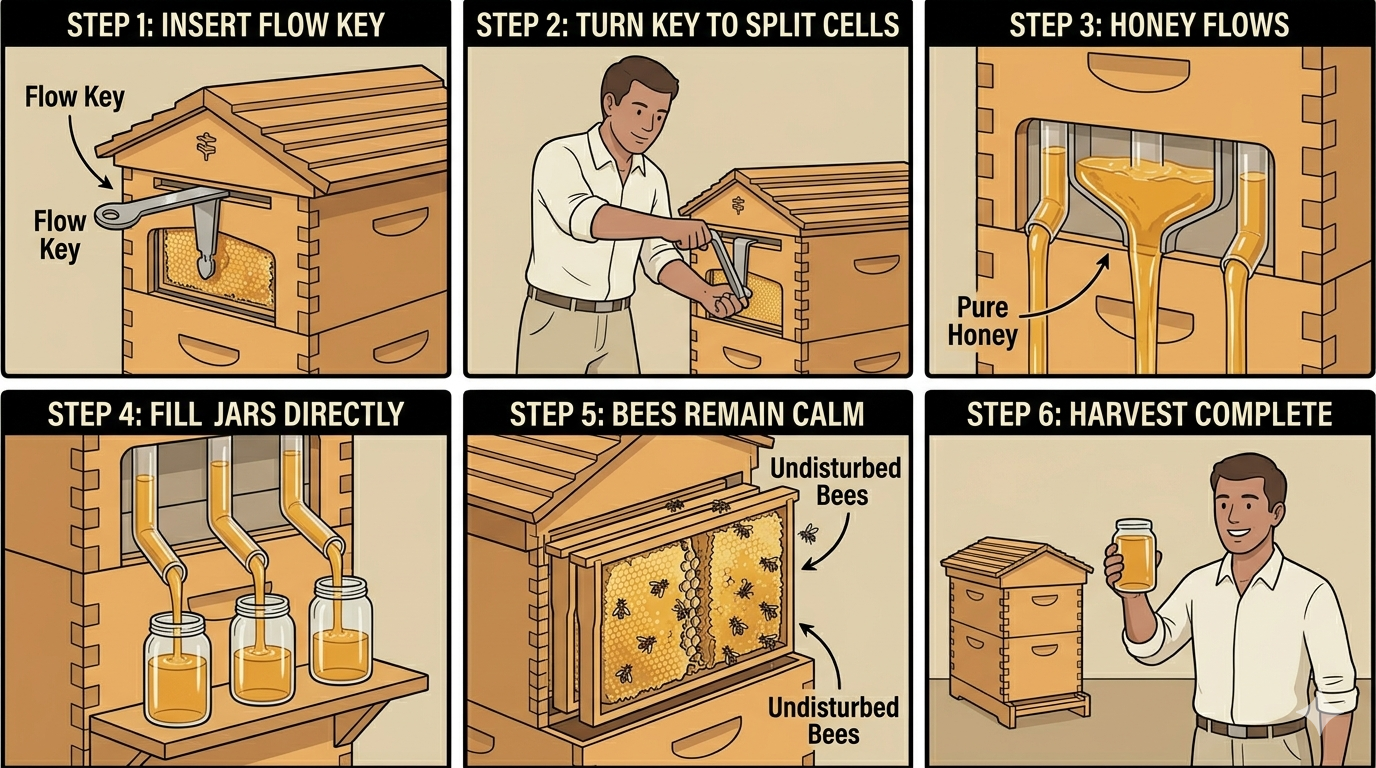 STEP 1: INSERT FLOW KEY
Flow Key
Flow
Key
STEP 2: TURN KEY TO SPLIT CELLS
STEP 3: HONEY FLOWS
Pure
Honey
STEP 4: FILL JARS DIRECTLY
STEP 5: BEES REMAIN CALM
Undisturbed
Bees
Undisturbed
Bees
STEP 6: HARVEST COMPLETE